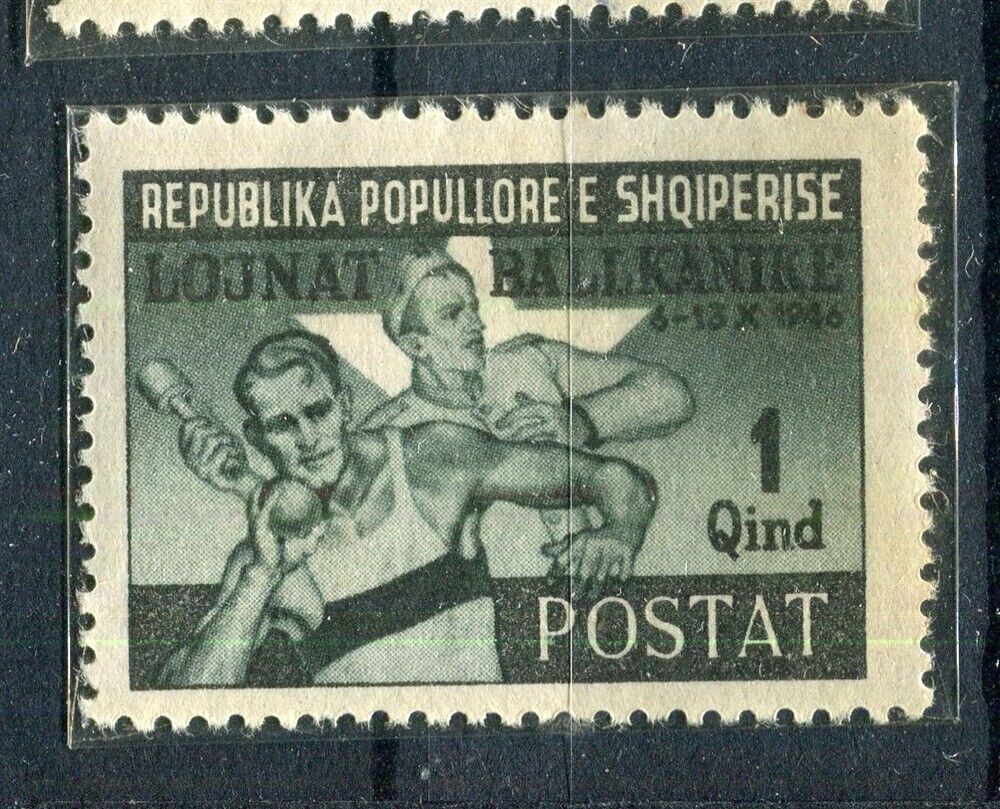 REPUBLIKA POPULLORE E SHQIPERISE
LOJNAT BALLKANIKE
6-13 X 1946
1
Qind
POSTAT